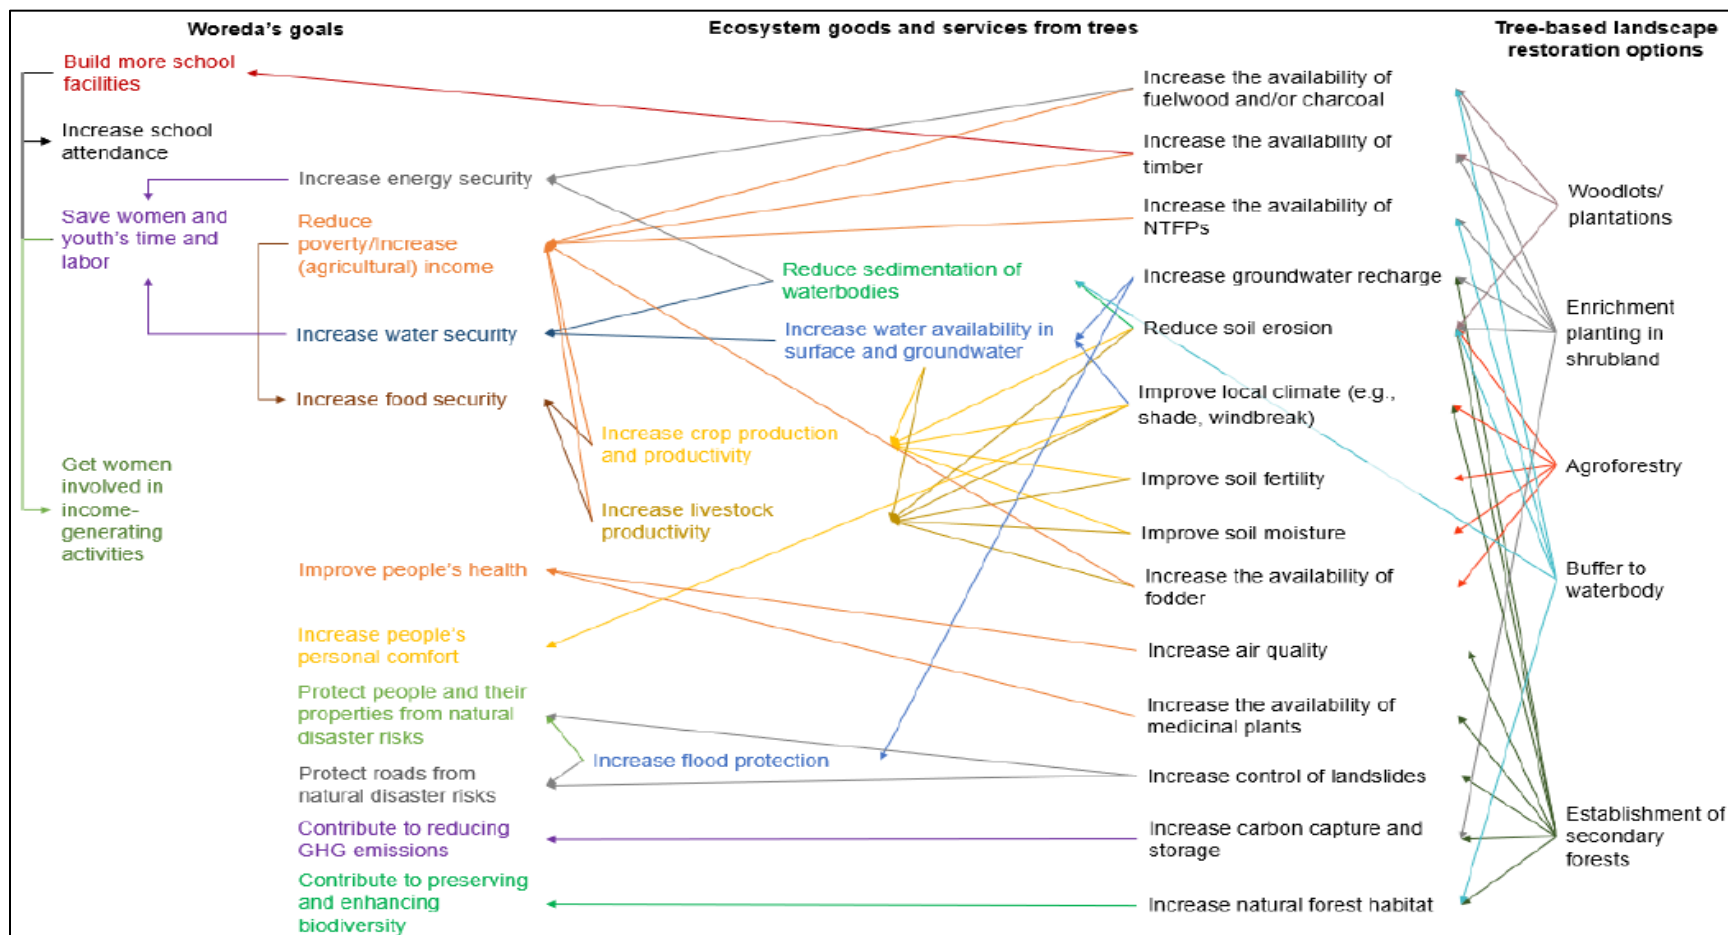 Woreda's goals
Ecosystem goods and services from trees
Tree-based landscape
restoration options
Build more school
facilities
Increase school
attendance
Save women and
youth's time and
labor
Get women
involved in
income-
generating
activities
Increase energy security
Reduce
poverty/Increase
(agricultural) income
Increase water security
Increase food security
Improve people's health
Increase people's
personal comfort
Protect people and their
properties from natural
disaster risks
Protect roads from
natural disaster risks
Contribute to reducing
GHG emissions
Contribute to preserving
and enhancing
biodiversity
Reduce sedimentation of
waterbodies
Increase water availability in
surface and groundwater
Increase crop production
and productivity
Increase livestock
productivity
Increase flood protection
Increase the availability of
fuelwood and/or charcoal
Increase the availability of
timber
Increase the availability of
NTFPs
Increase groundwater recharge
Reduce soil erosion
Improve local climate (e.g.,
shade, windbreak)
Improve soil fertility
Improve soil moisture
Increase the availability of
fodder
Increase air quality
Increase the availability of
medicinal plants
Increase control of landslides
Increase carbon capture and
storage
Increase natural forest habitat
Woodlots/
plantations
Enrichment
planting in
shrubland
Agroforestry
Buffer to
waterbody
Establishment of
secondary
forests